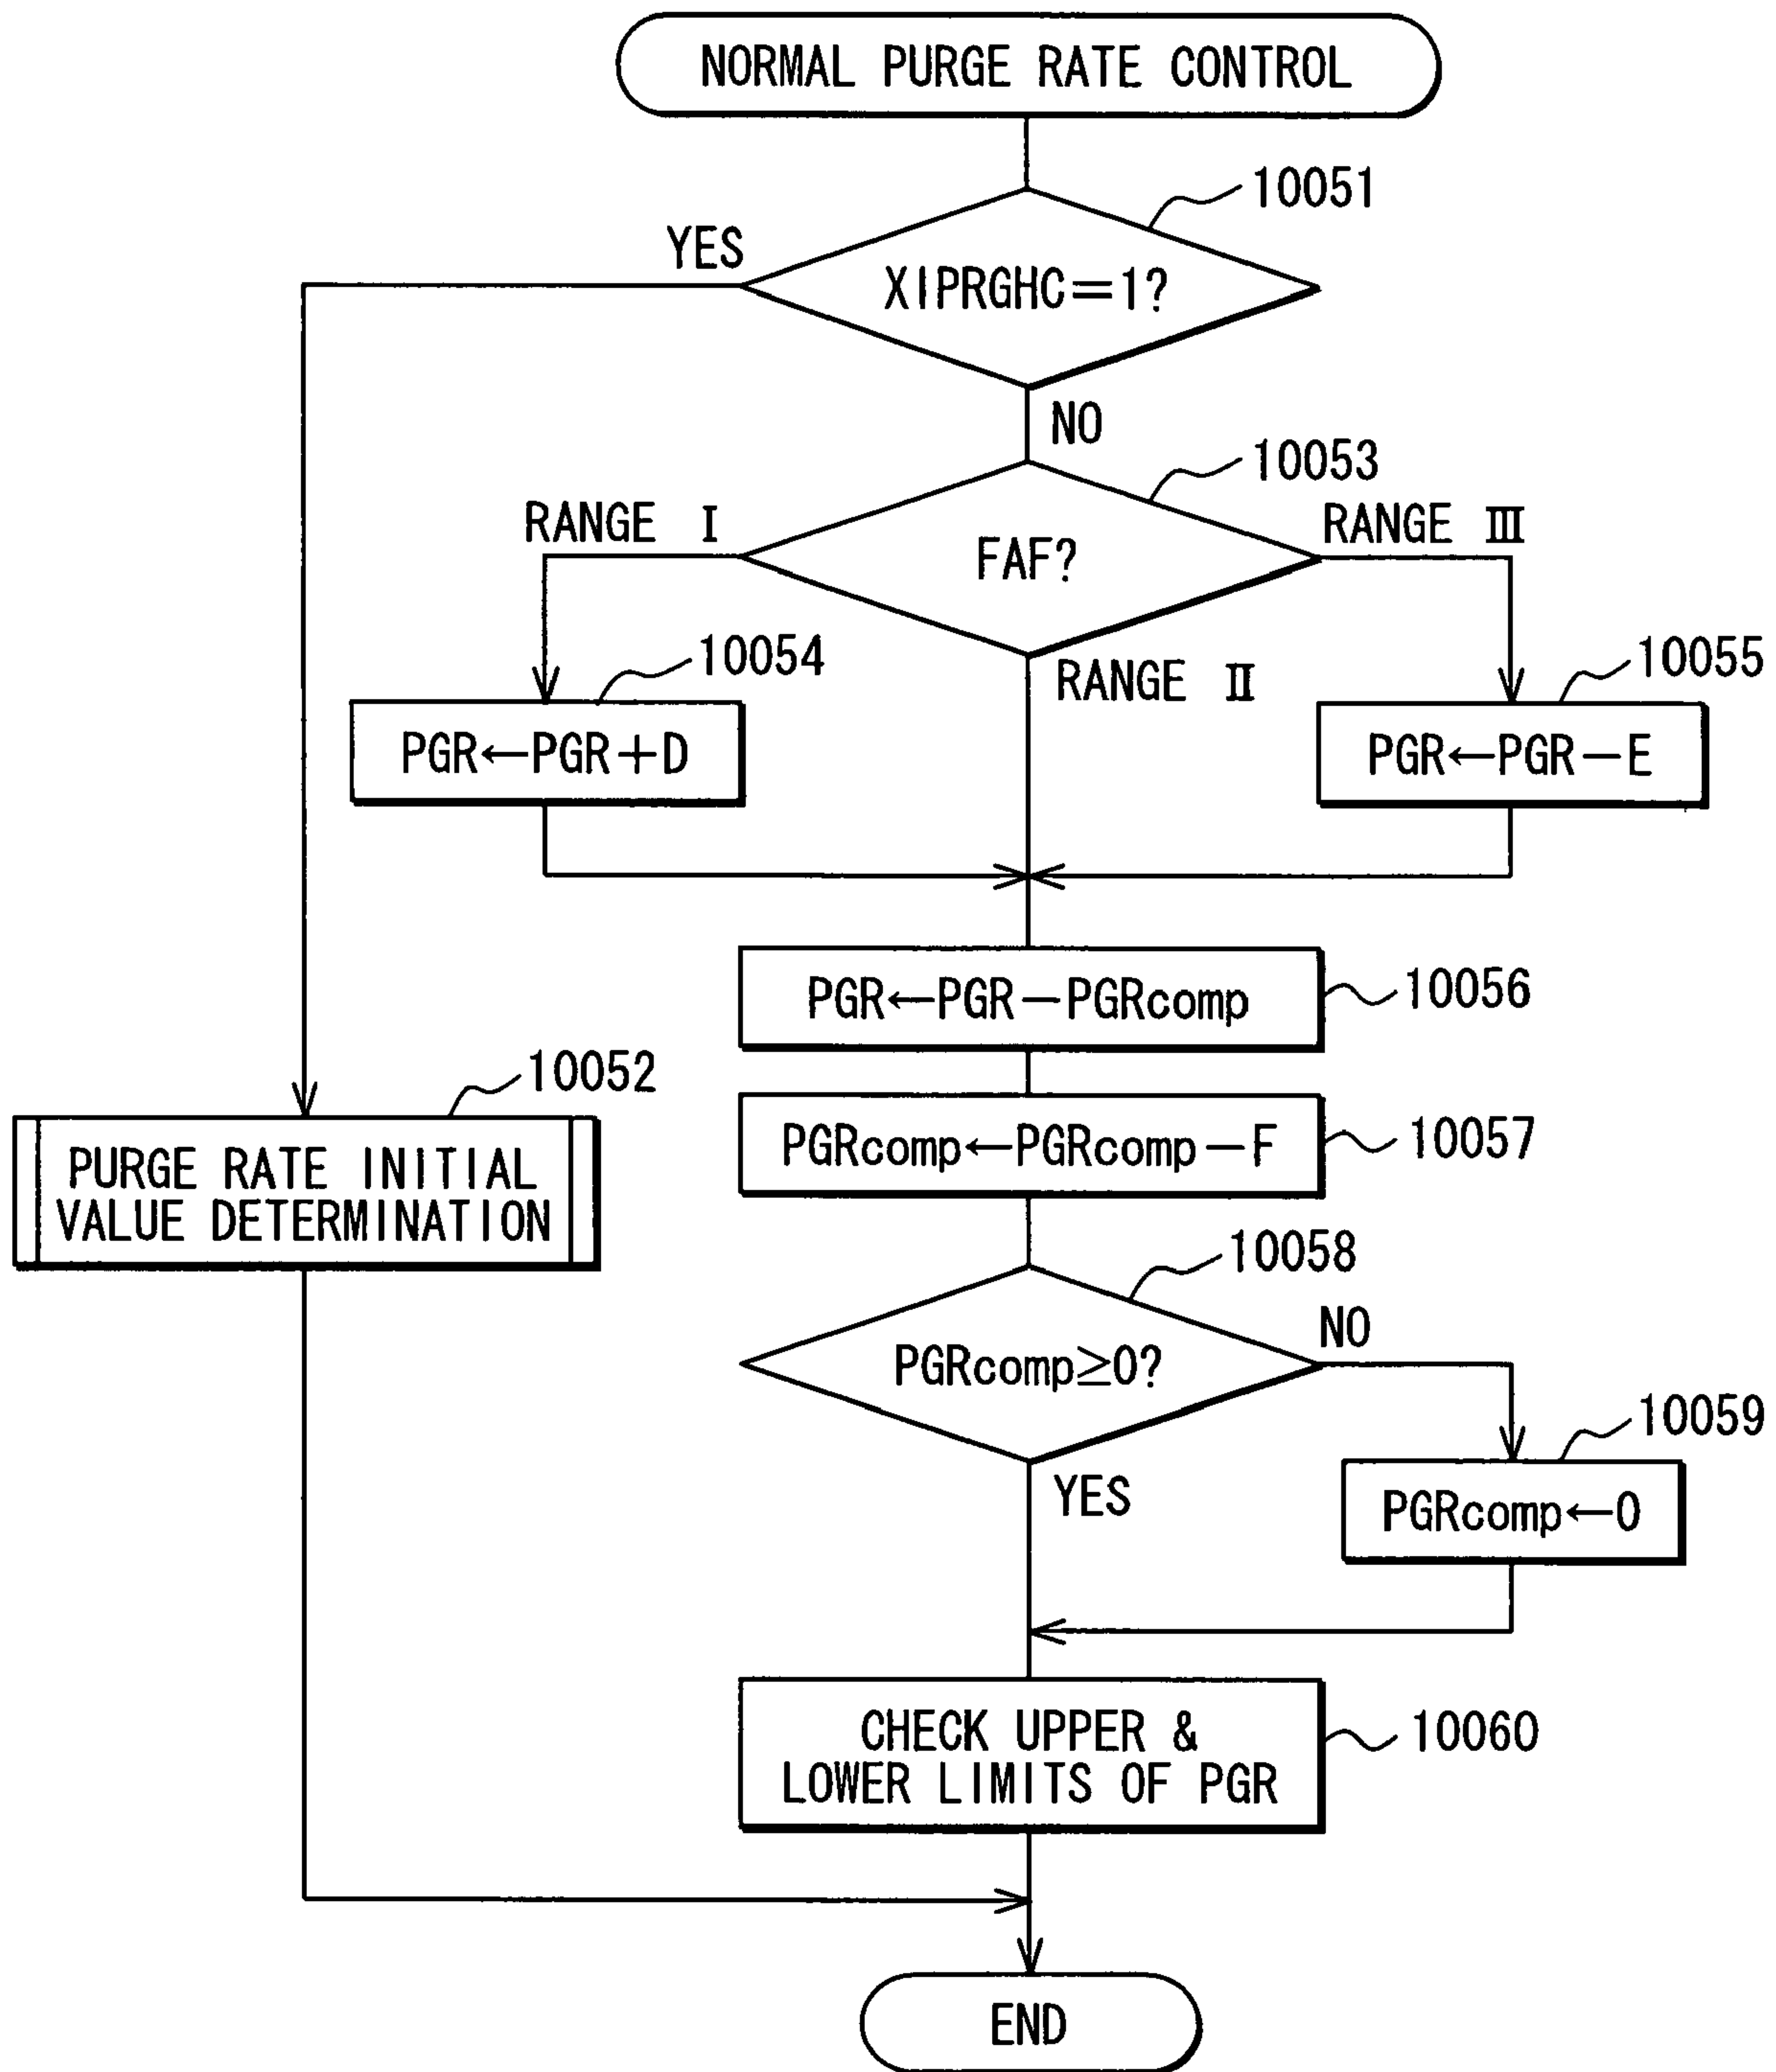 NORMAL PURGE RATE CONTROL
10051
YES
XIPRGHC=1?
NO
10053
RANGE I
RANGE III
FAF?
10054
RANGE II
10055
PGR←PGR+D
PGR←PGR-E
PGR←PGR-PGRcomp
10056
10052
PGRcomp←PGRcomp-F
10057
PURGE RATE INITIAL
VALUE DETERMINATION
10058
NO
PGRcomp≧0?
10059
YES
PGRcomp←0
CHECK UPPER &
LOWER LIMITS OF PGR
10060
END